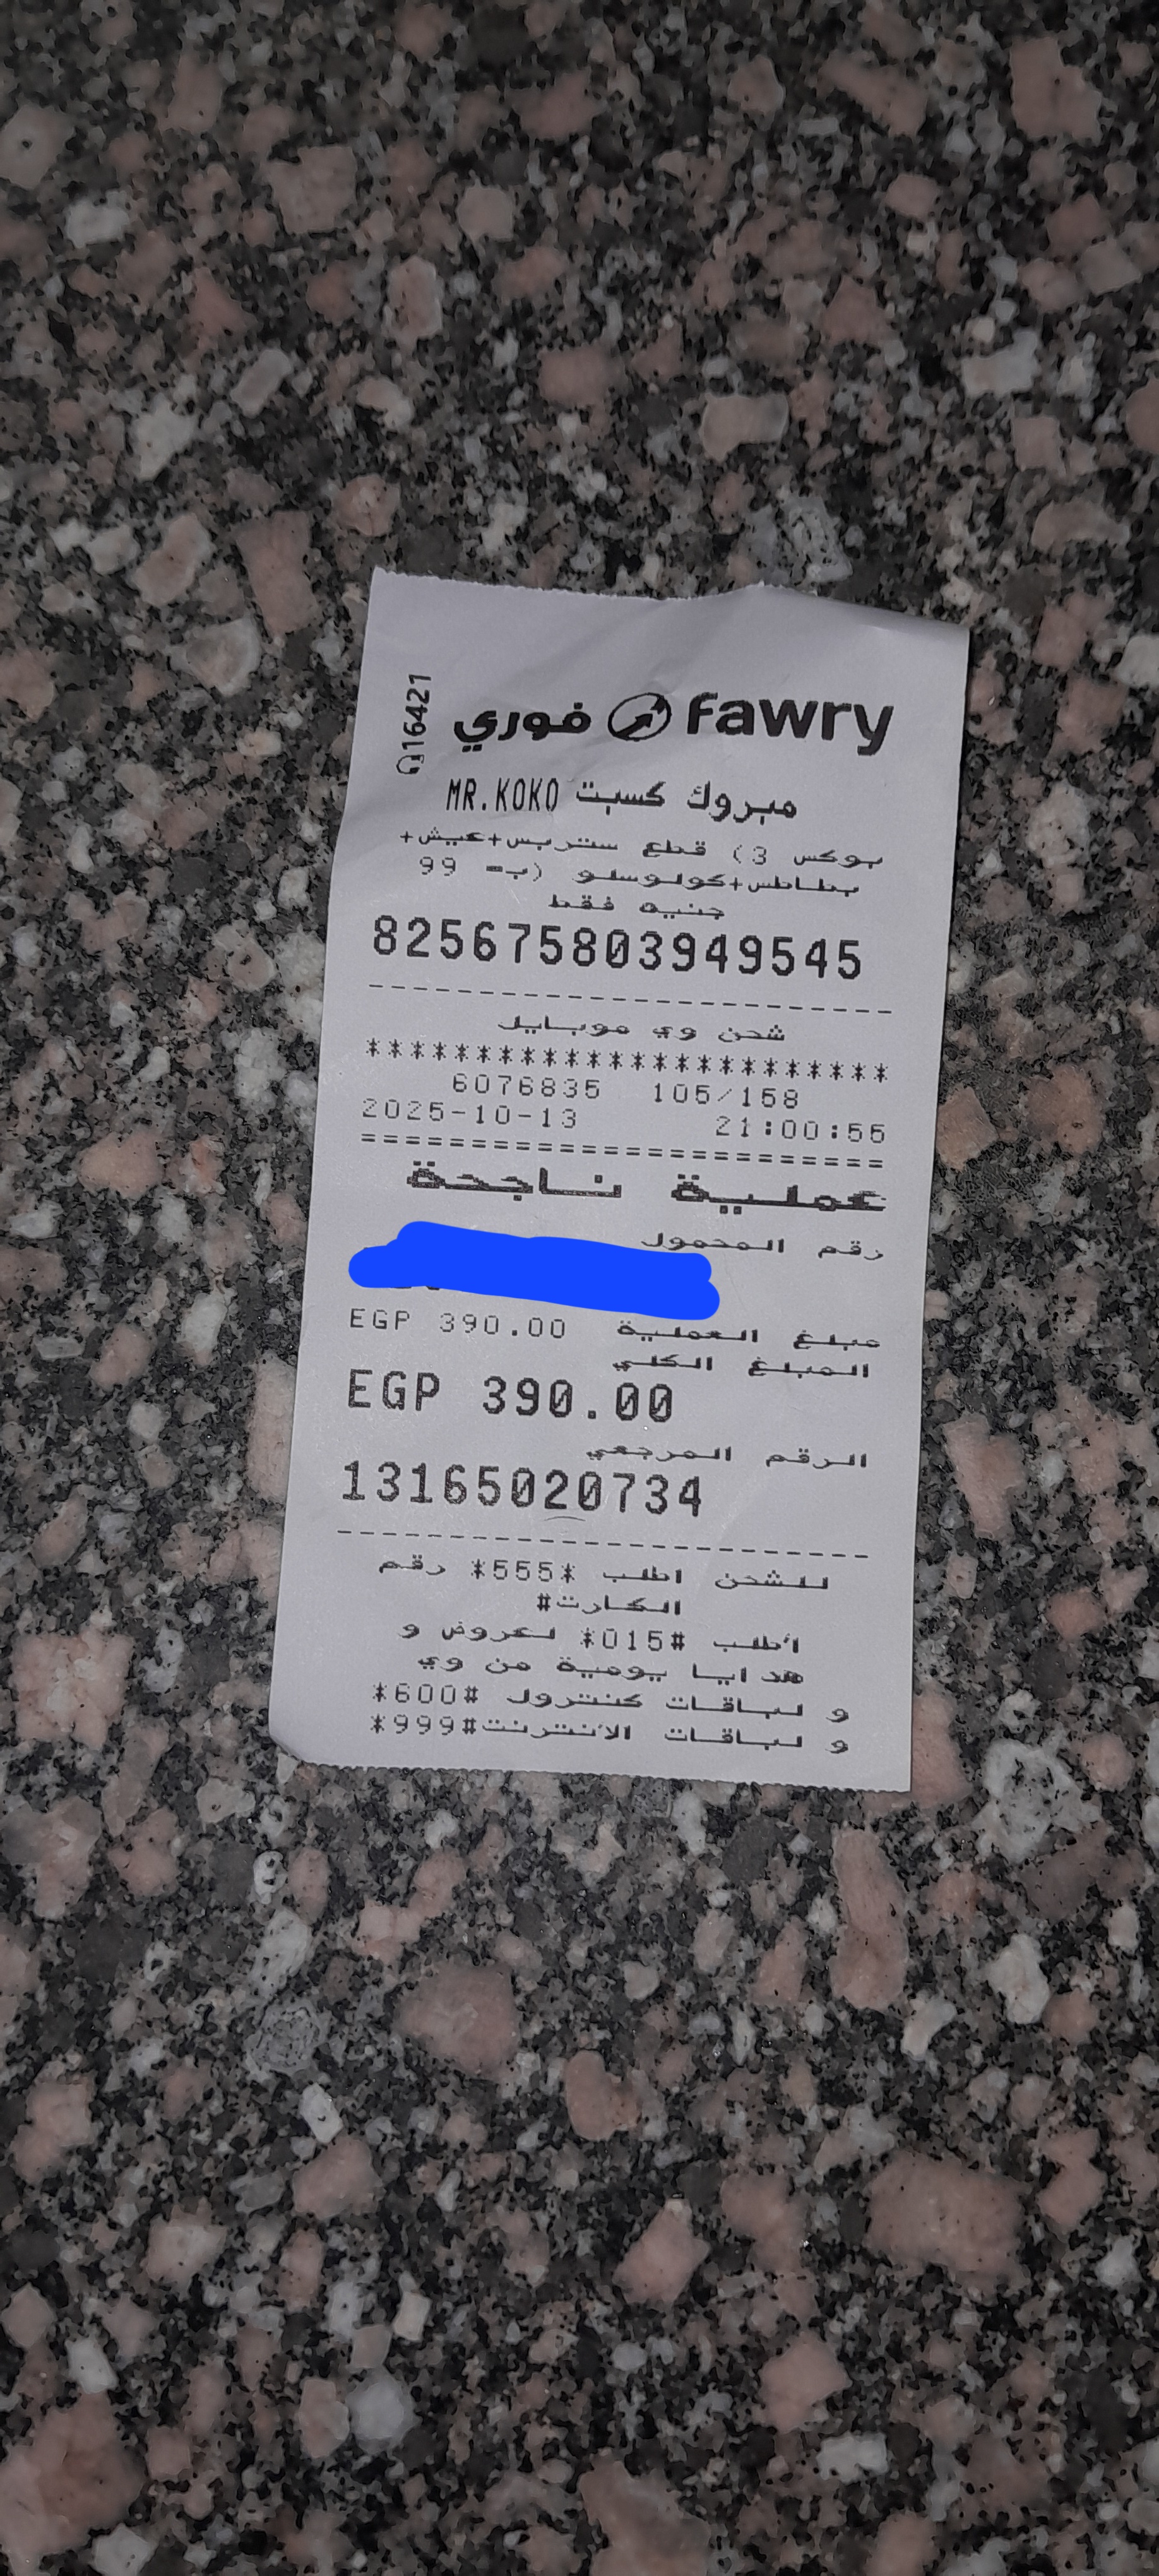 16421
فوري fawry
مبروك كسبت MR.KOKO
بوكس 3) قطع ستربس+عيش+
بطاطس+كولوسلو (ب- 99
جنيه فقط
825675803949545
------------------------
شحن وي موبايل
************************
6076835 105/158
2025-10-13 21:00:55
========================
عملية ناجحة
رقم المحمول
مبلغ العملية EGP 390.00
المبلغ الكلي
EGP 390.00
الرقم المرجعي
13165020734
------------------------
للشحن اطلب *555* رقم
الكارت#
أطلب #015* لعروض و
هدايا يومية من وي
و لباقات كنترول #600*
و لباقات الأنترنت#999*